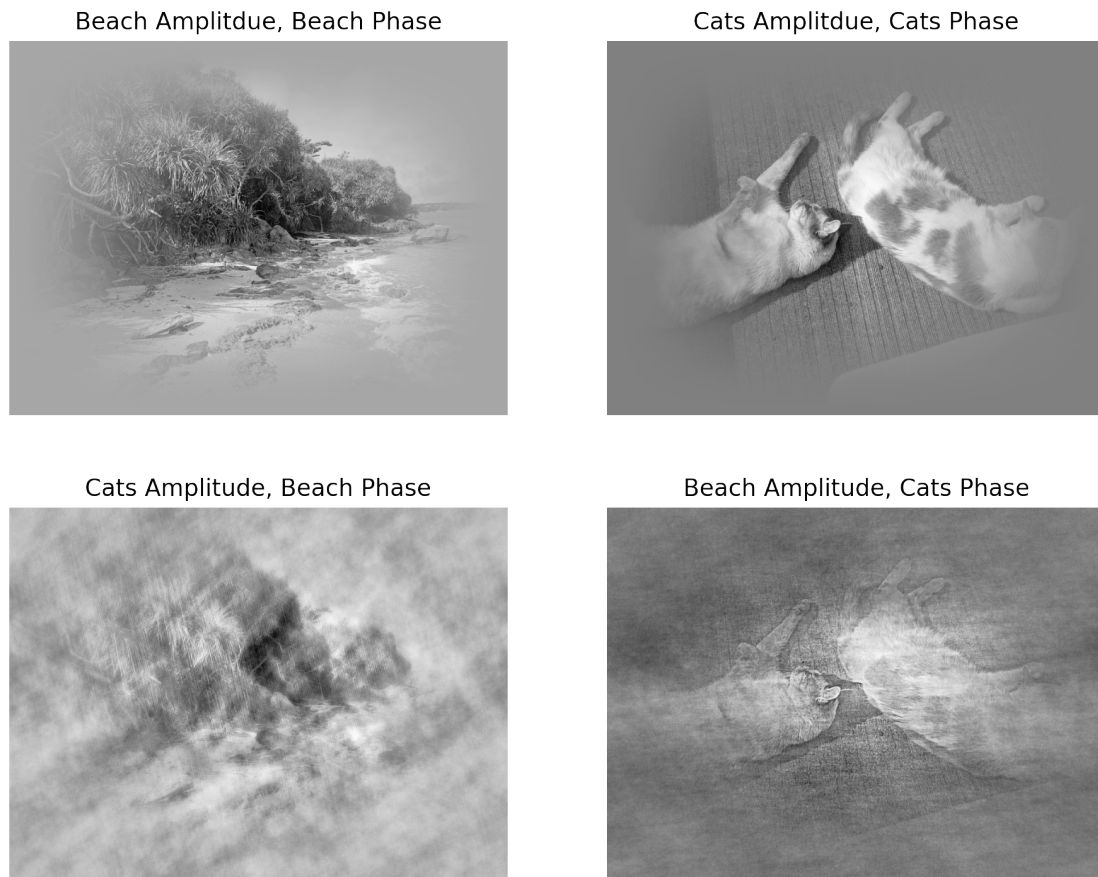 Beach Amplitdue, Beach Phase
Cats Amplitdue, Cats Phase
Cats Amplitude, Beach Phase
Beach Amplitude, Cats Phase